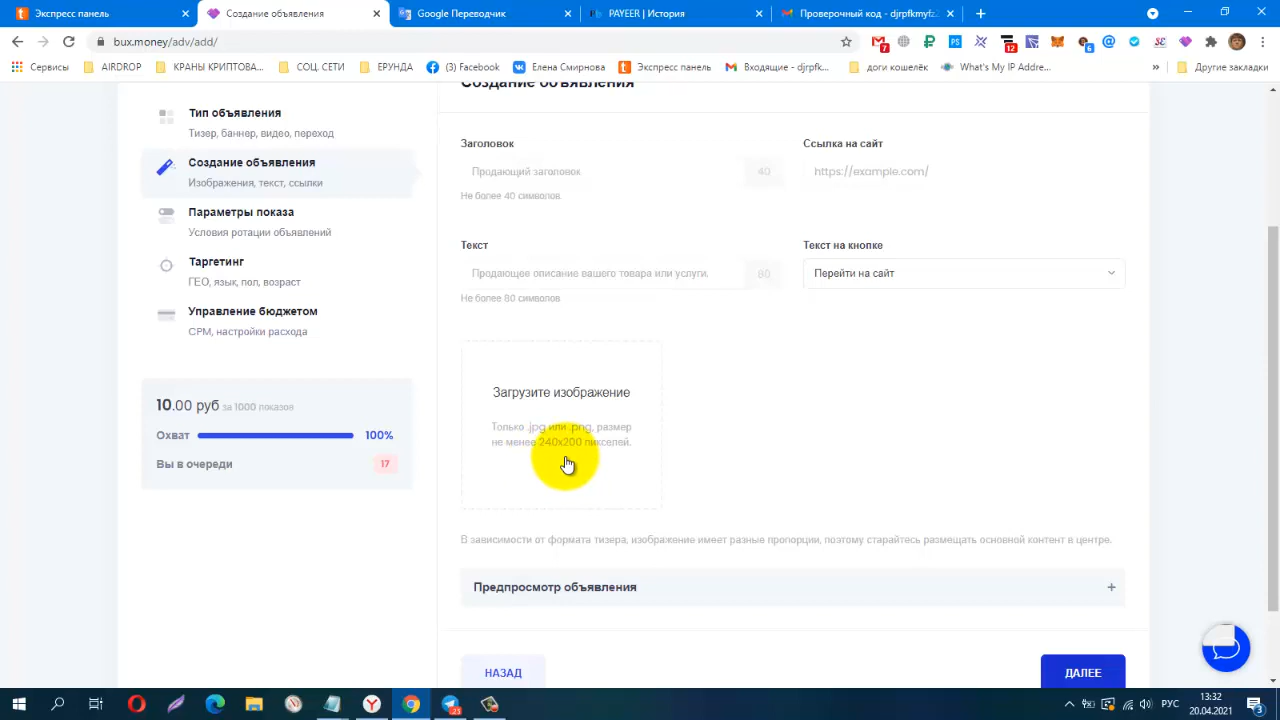 Экспресс панель
Создание объявления
Google Переводчик
PAYEER | История
Проверочный код - djrpfkmyfz
bux.money/adv/add/
7
12
6
Сервисы
AIRDROP
КРАНЫ КРИПТОВА...
СОЦ. СЕТИ
ЕРУНДА
(3) Facebook
Елена Смирнова
Экспресс панель
Входящие - djrpfk...
доги кошелёк
What's My IP Addre...
»
Другие закладки
Создание объявления
Тип объявления
Тизер, баннер, видео, переход
Создание объявления
Изображения, текст, ссылки
Параметры показа
Условия ротации объявлений
Таргетинг
ГЕО, язык, пол, возраст
Управление бюджетом
CPM, настройки расхода
10.00 руб за 1000 показов
Охват 100%
Вы в очереди 17
Заголовок
Продающий заголовок 40
Не более 40 символов.
Ссылка на сайт
https://example.com/
Текст
Продающее описание вашего товара или услуги. 80
Не более 80 символов
Текст на кнопке
Перейти на сайт
Загрузите изображение
Только .jpg или .png, размер
не менее 240x200 пикселей.
В зависимости от формата тизера, изображение имеет разные пропорции, поэтому старайтесь размещать основной контент в центре.
Предпросмотр объявления +
НАЗАД
ДАЛЕЕ
23
РУС
13:32
20.04.2021
3